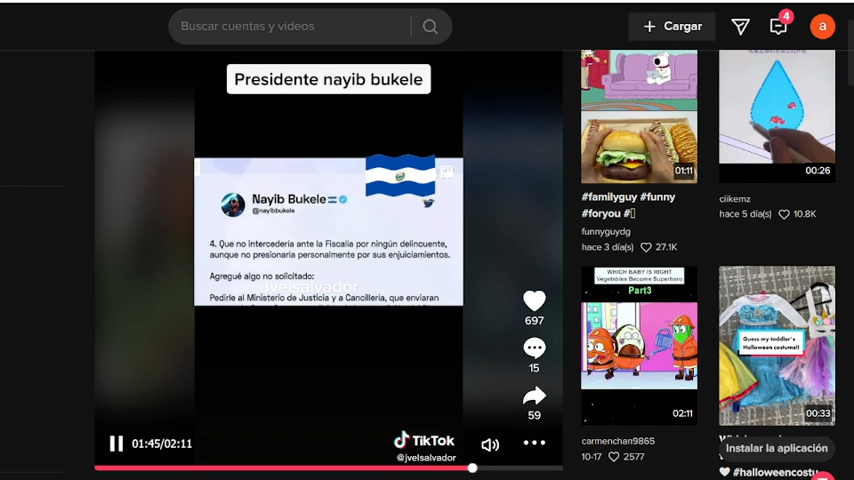 Buscar cuentas y videos
Cargar
4
a
Presidente nayib bukele
Nayib Bukele
@nayibbukele
4. Que no intercedería ante la Fiscalía por ningún delincuente,
aunque no presionaría personalmente por sus enjuiciamientos.
Agregué algo no solicitado:
Jvelsalvador
Pedirle al Ministerio de Justicia y a Cancillería, que enviaran
697
15
59
01:45/02:11
TikTok
@jvelsalvador
01:11
#familyguy #funny
#foryou #
funnyguydg
hace 3 día(s)
27.1K
00:26
ciikemz
hace 5 día(s)
10.8K
WHICH BABY IS RIGHT
Vegetables Become Superhero
Part3
02:11
carmenchan9865
10-17
2577
Guess my toddler's
Halloween costume!!
00:33
Instalar la aplicación
#halloweencostu